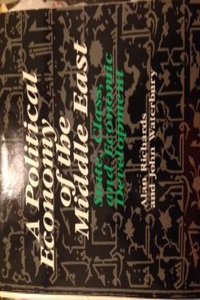 A Political
Economy
of the
Middle East
State, Class,
and Economic
Development
Alan Richards
and John Waterbury